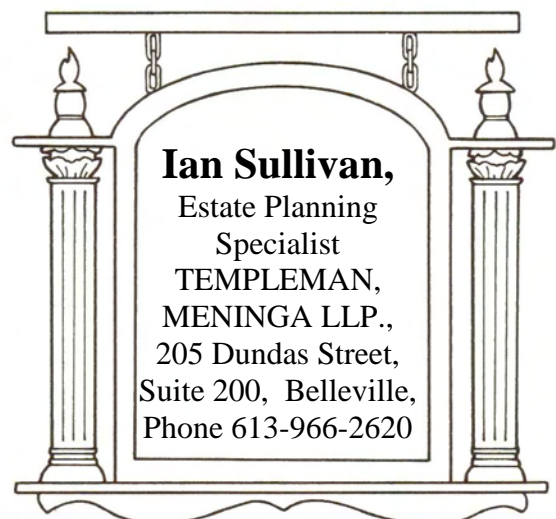 Ian Sullivan,
Estate Planning
Specialist
TEMPLEMAN,
MENINGA LLP.,
205 Dundas Street,
Suite 200,  Belleville,
Phone 613-966-2620